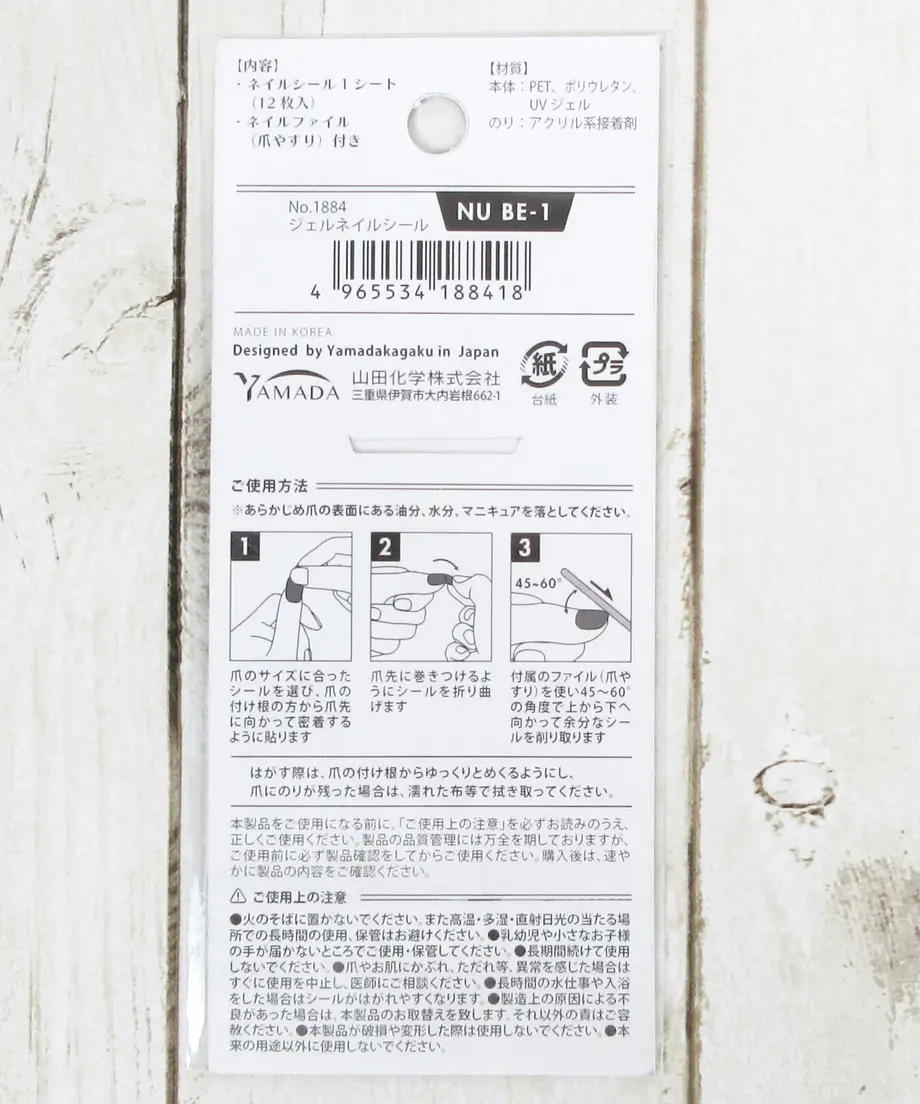 【内容】
・ネイルシール1シート
（12枚入）
・ネイルファイル
（爪やすり）付き
【材質】
本体：PET、ポリウレタン、
UVジェル
のり：アクリル系接着剤
No.1884
ジェルネイルシール
NU BE-1
4 965534 188418
MADE IN KOREA
Designed by Yamadakagaku in Japan
YAMADA
山田化学株式会社
三重県伊賀市大内岩根662-1
紙
台紙
プラ
外装
ご使用方法
※あらかじめ爪の表面にある油分、水分、マニキュアを落としてください。
1
爪のサイズに合った
シールを選び、爪の
付け根の方から爪先
に向かって密着する
ように貼ります
2
爪先に巻きつけるよ
うにシールを折り曲
げます
3
45~60°
付属のファイル（爪や
すり）を使い45～60°
の角度で上から下へ
向かって余分なシー
ルを削り取ります
はがす際は、爪の付け根からゆっくりとめくるようにし、
爪にのりが残った場合は、濡れた布等で拭き取ってください。
本製品をご使用になる前に、「ご使用上の注意」を必ずお読みのうえ、
正しくご使用ください。製品の品質管理には万全を期しておりますが、
ご使用前に必ず製品確認をしてからご使用ください。購入後は、速や
かに製品の内容をご確認ください。
⚠ ご使用上の注意
●火のそばに置かないでください。また高温・多湿・直射日光の当たる場
所での長時間の使用、保管はお避けください。●乳幼児や小さなお子様
の手が届かないところでご使用・保管してください。●長期間続けて使用
しないでください。●爪やお肌にかぶれ、ただれ等、異常を感じた場合は
すぐに使用を中止し、医師にご相談ください。●長時間の水仕事や入浴
をした場合はシールがはがれやすくなります。●製造上の原因による不
良があった場合は、本製品のお取替えを致します。それ以外の責はご容
赦ください。●本製品が破損や変形した際は使用しないでください。●本
来の用途以外に使用しないでください。